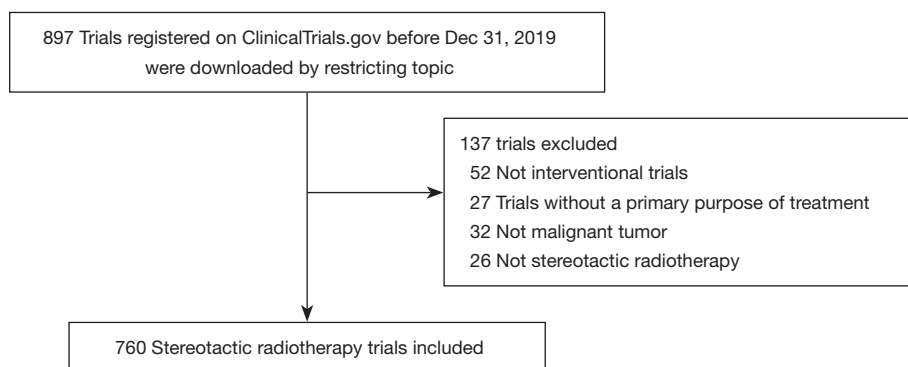 897 Trials registered on ClinicalTrials.gov before Dec 31, 2019
were downloaded by restricting topic
137 trials excluded
52 Not interventional trials
27 Trials without a primary purpose of treatment
32 Not malignant tumor
26 Not stereotactic radiotherapy
760 Stereotactic radiotherapy trials included